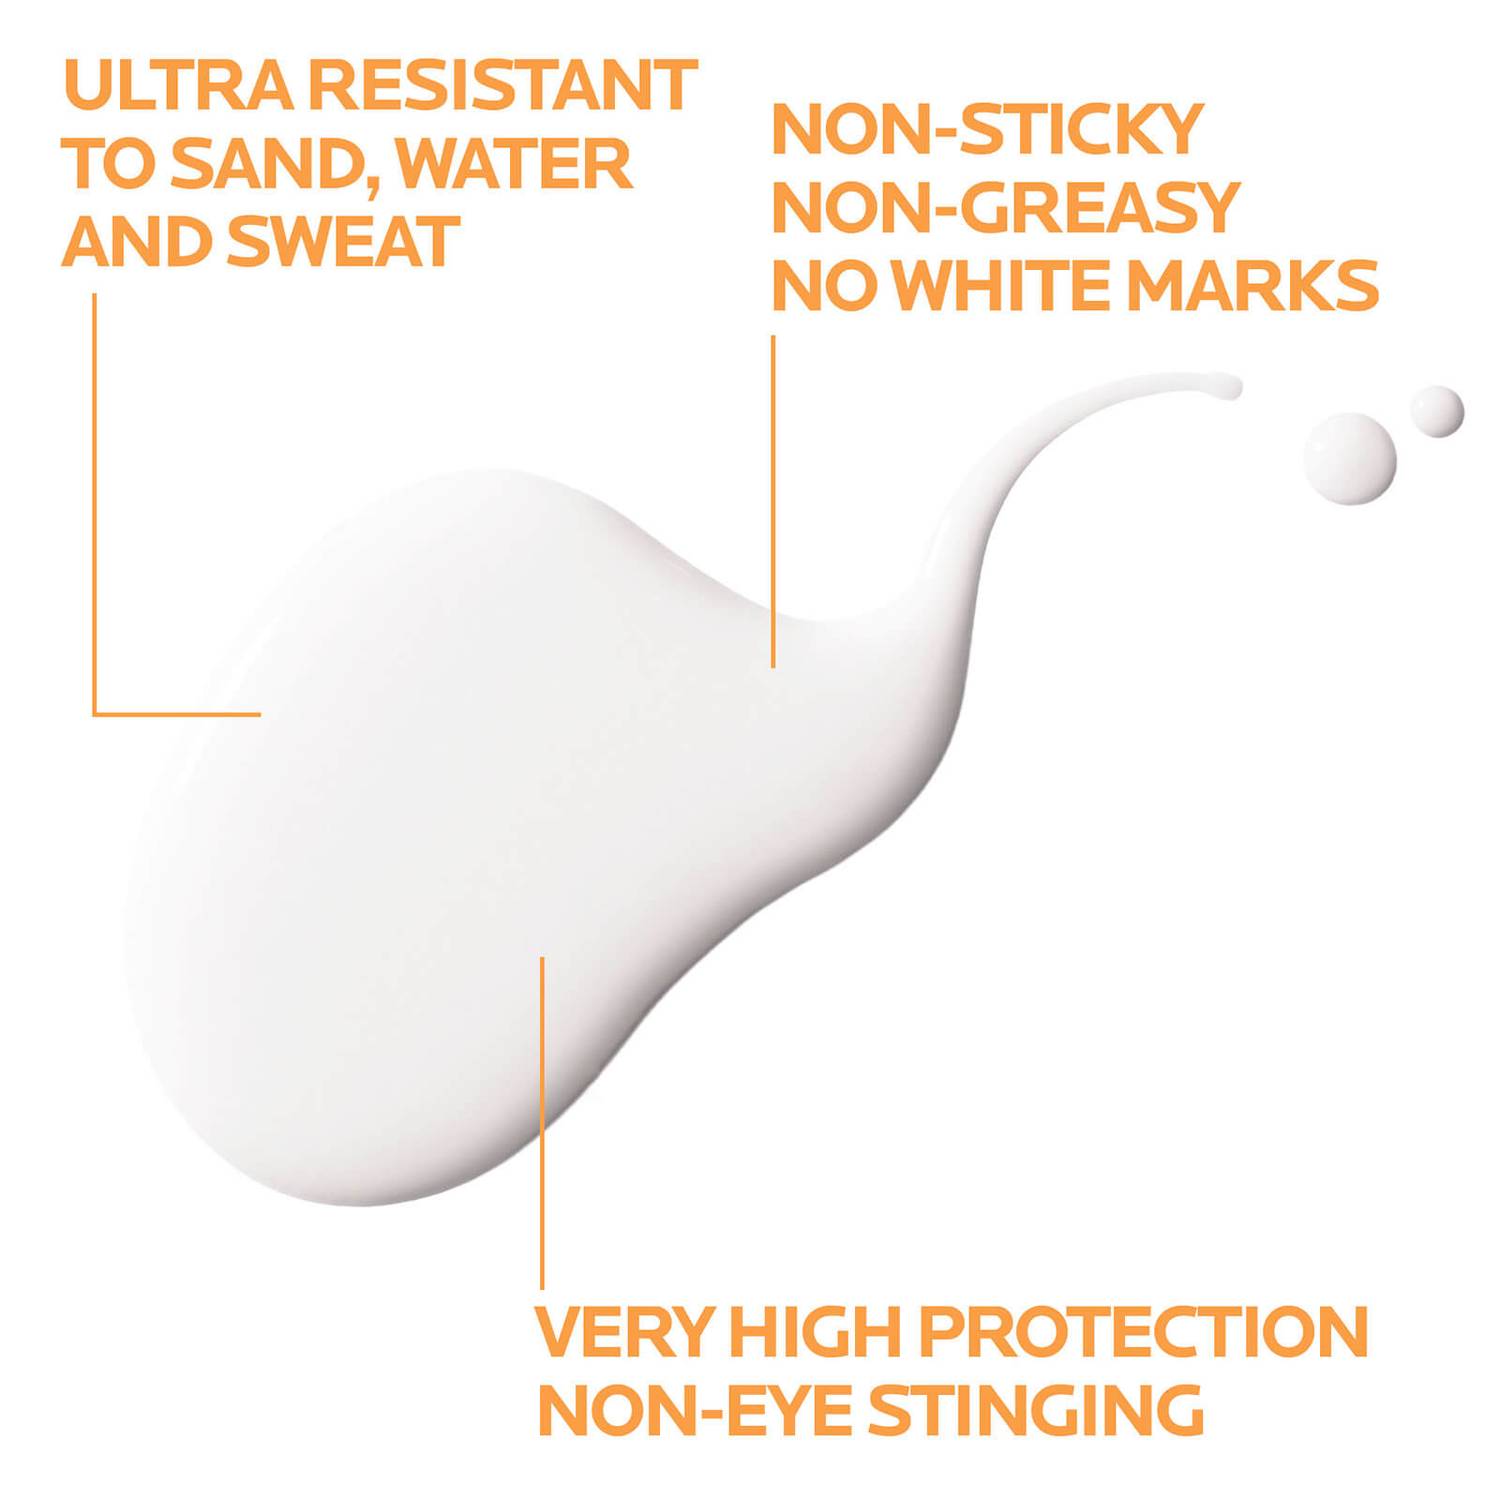 ULTRA RESISTANT
TO SAND, WATER
AND SWEAT
NON-STICKY
NON-GREASY
NO WHITE MARKS
VERY HIGH PROTECTION
NON-EYE STINGING